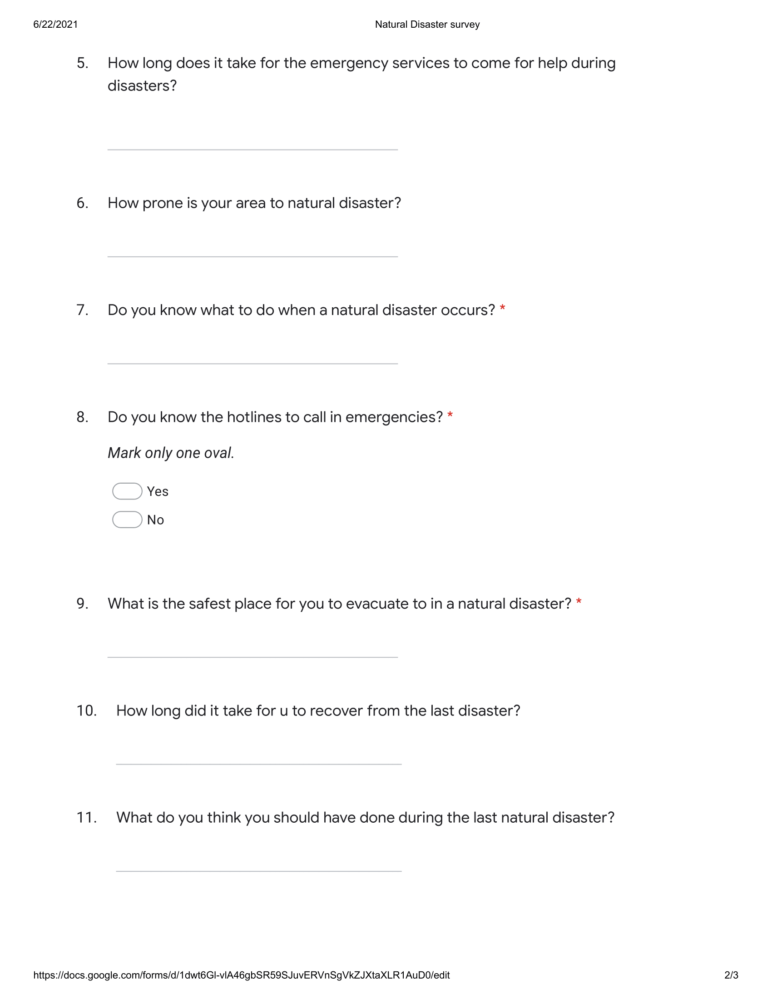 6/22/2021 Natural Disaster survey
5. How long does it take for the emergency services to come for help during
disasters?
6. How prone is your area to natural disaster?
7. Do you know what to do when a natural disaster occurs? *
8. Do you know the hotlines to call in emergencies? *
Mark only one oval.
Yes
No
9. What is the safest place for you to evacuate to in a natural disaster? *
10. How long did it take for u to recover from the last disaster?
11. What do you think you should have done during the last natural disaster?
https://docs.google.com/forms/d/1dwt6Gl-vlA46gbSR59SJuvERVnSgVkZJXtaXLR1AuD0/edit 2/3